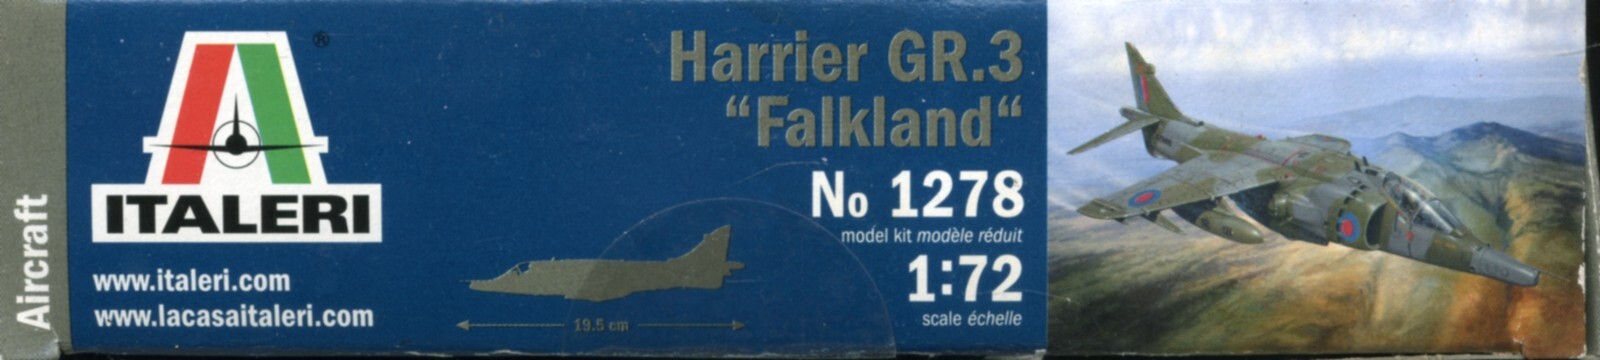 Aircraft
®
ITALERI
www.italeri.com
www.lacasaitaleri.com
Harrier GR.3
“Falkland“
No 1278
model kit modèle réduit
1:72
scale échelle
19.5 cm